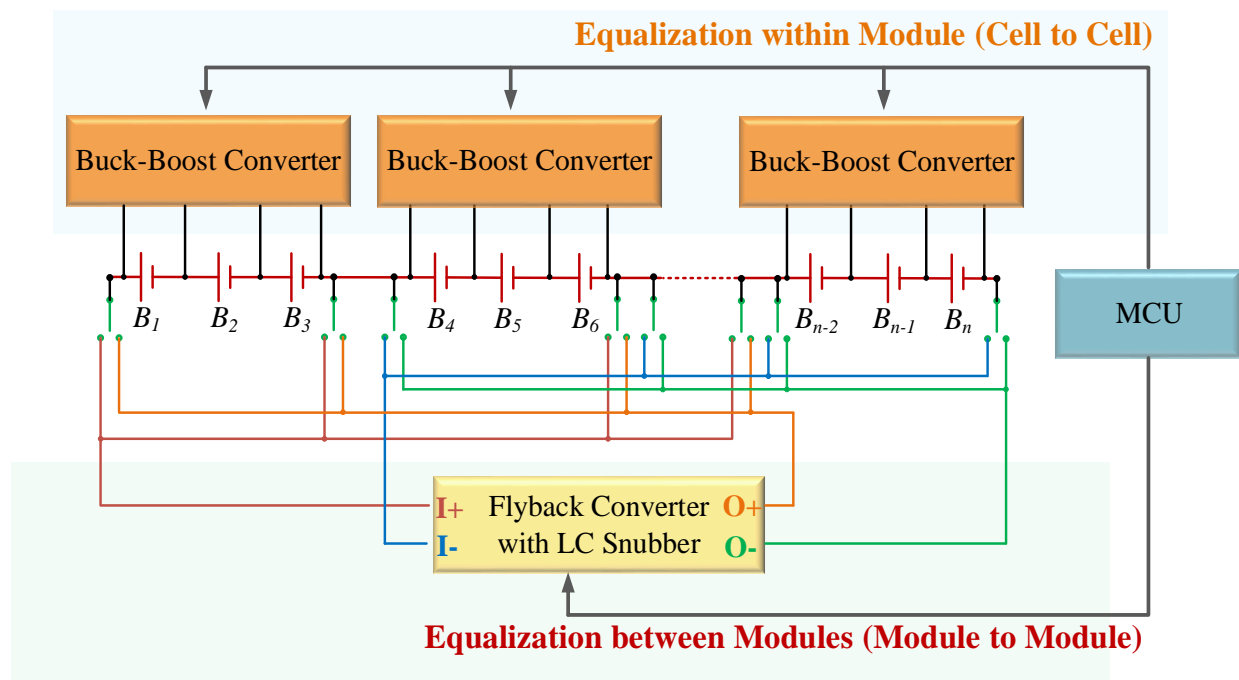 Equalization within Module (Cell to Cell)
Buck-Boost Converter
Buck-Boost Converter
Buck-Boost Converter
B1
B2
B3
B4
B5
B6
Bn-2
Bn-1
Bn
MCU
I+
Flyback Converter
O+
I-
with LC Snubber
O-
Equalization between Modules (Module to Module)